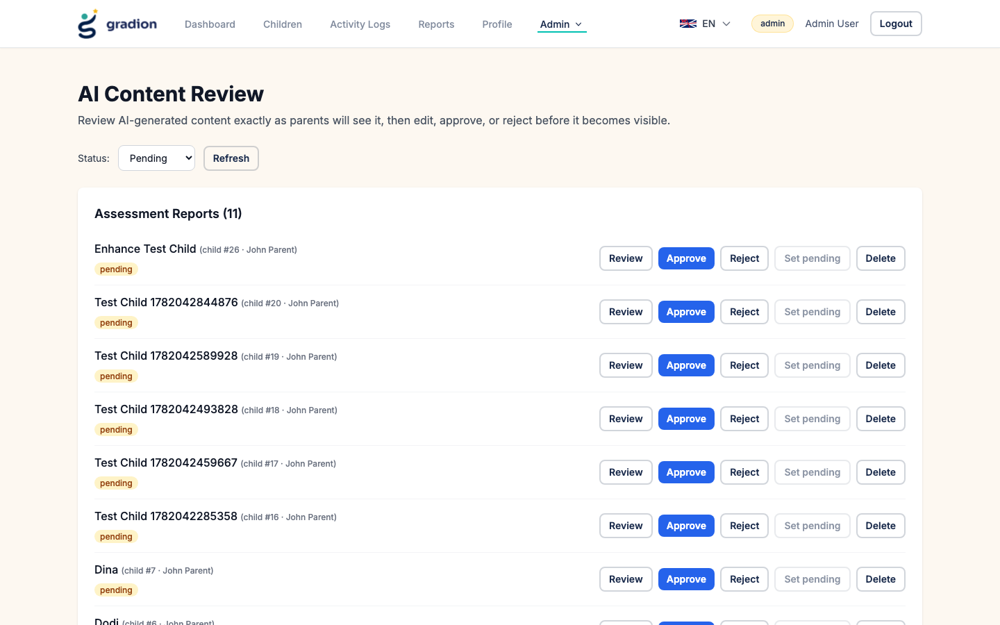 gradion Dashboard Children Activity Logs Reports Profile Admin EN admin Admin User Logout
AI Content Review
Review AI-generated content exactly as parents will see it, then edit, approve, or reject before it becomes visible.
Status: Pending Refresh
Assessment Reports (11)
Enhance Test Child (child #26 · John Parent)
pending
Review Approve Reject Set pending Delete
Test Child 1782042844876 (child #20 · John Parent)
pending
Review Approve Reject Set pending Delete
Test Child 1782042589928 (child #19 · John Parent)
pending
Review Approve Reject Set pending Delete
Test Child 1782042493828 (child #18 · John Parent)
pending
Review Approve Reject Set pending Delete
Test Child 1782042459667 (child #17 · John Parent)
pending
Review Approve Reject Set pending Delete
Test Child 1782042285358 (child #16 · John Parent)
pending
Review Approve Reject Set pending Delete
Dina (child #7 · John Parent)
pending
Review Approve Reject Set pending Delete
Dodi (child #6 · John Parent)